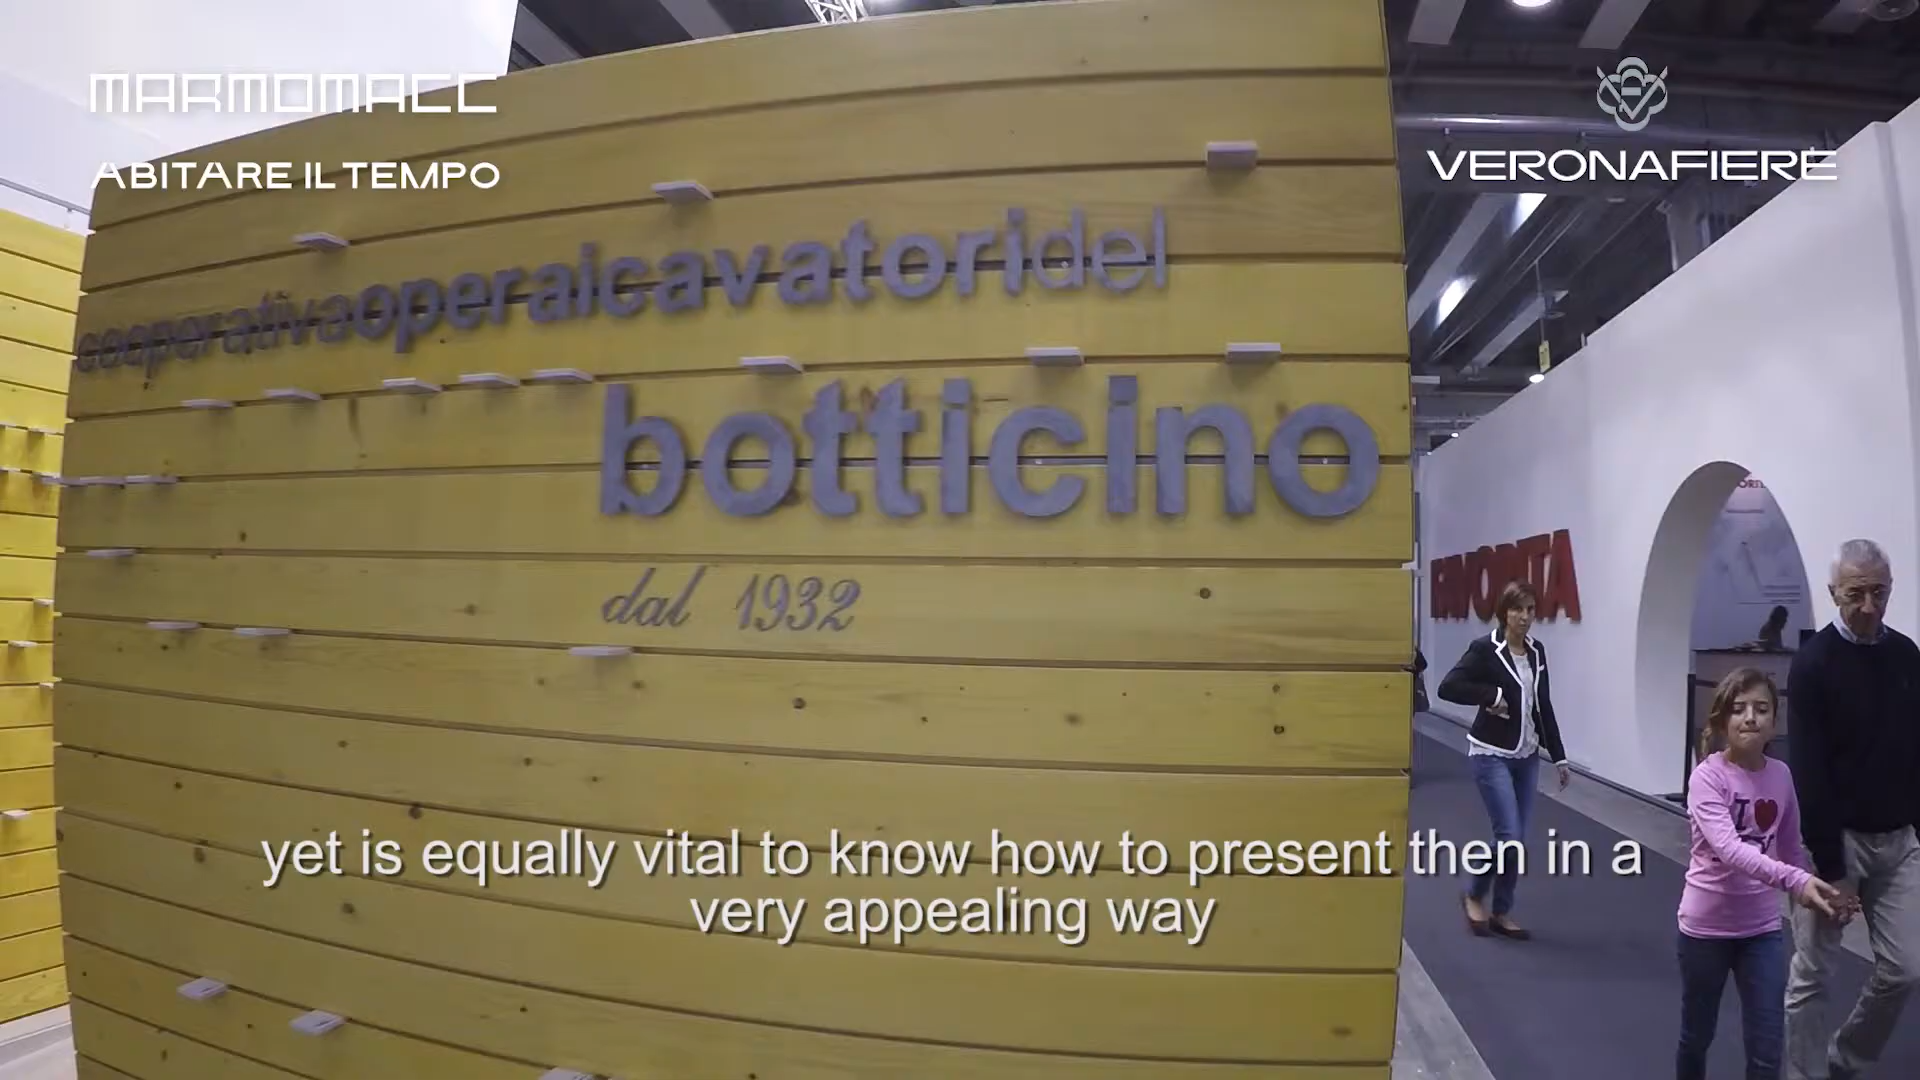 MARMOMACC
ABITARE IL TEMPO
VERONAFIERE
cooperativaoperaicavatoridel
botticino
dal 1932
FAVORITA
I ❤
yet is equally vital to know how to present then in a
very appealing way